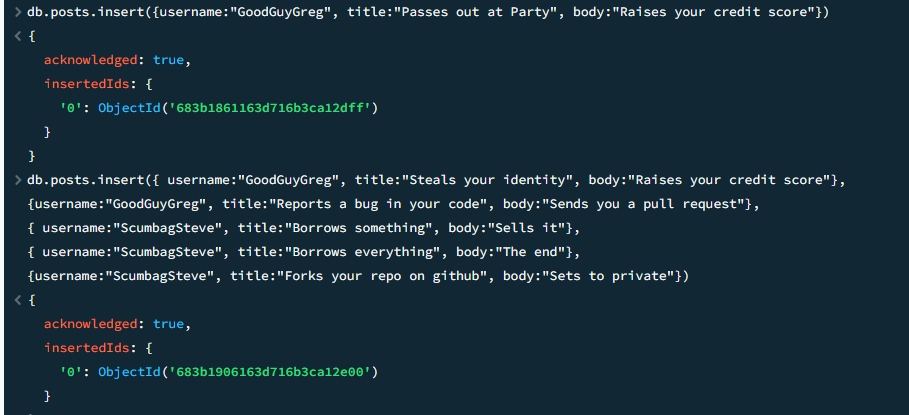 > db.posts.insert({username:"GoodGuyGreg", title:"Passes out at Party", body:"Raises your credit score"})
< {
acknowledged: true,
insertedIds: {
'0': ObjectId('683b1861163d716b3ca12dff')
}
}
> db.posts.insert({ username:"GoodGuyGreg", title:"Steals your identity", body:"Raises your credit score"},
{username:"GoodGuyGreg", title:"Reports a bug in your code", body:"Sends you a pull request"},
{ username:"ScumbagSteve", title:"Borrows something", body:"Sells it"},
{ username:"ScumbagSteve", title:"Borrows everything", body:"The end"},
{username:"ScumbagSteve", title:"Forks your repo on github", body:"Sets to private"})
< {
acknowledged: true,
insertedIds: {
'0': ObjectId('683b1906163d716b3ca12e00')
}